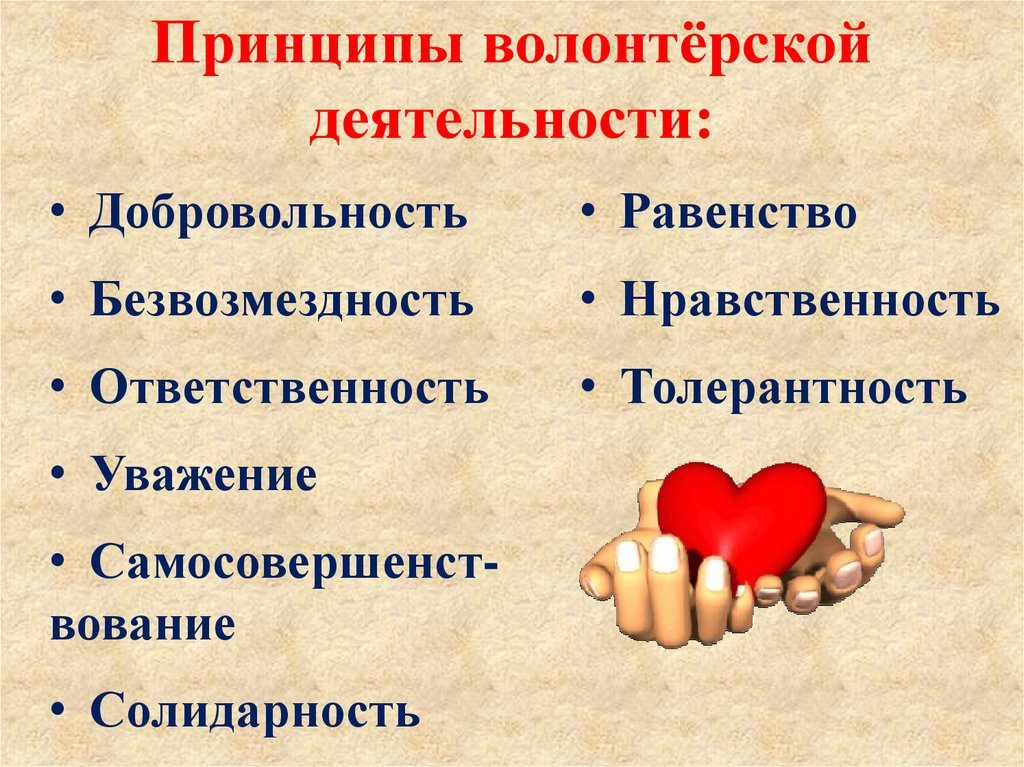 Принципы волонтёрской
деятельности:
• Добровольность
• Безвозмездность
• Ответственность
• Уважение
• Самосовершенст-
вование
• Солидарность
• Равенство
• Нравственность
• Толерантность